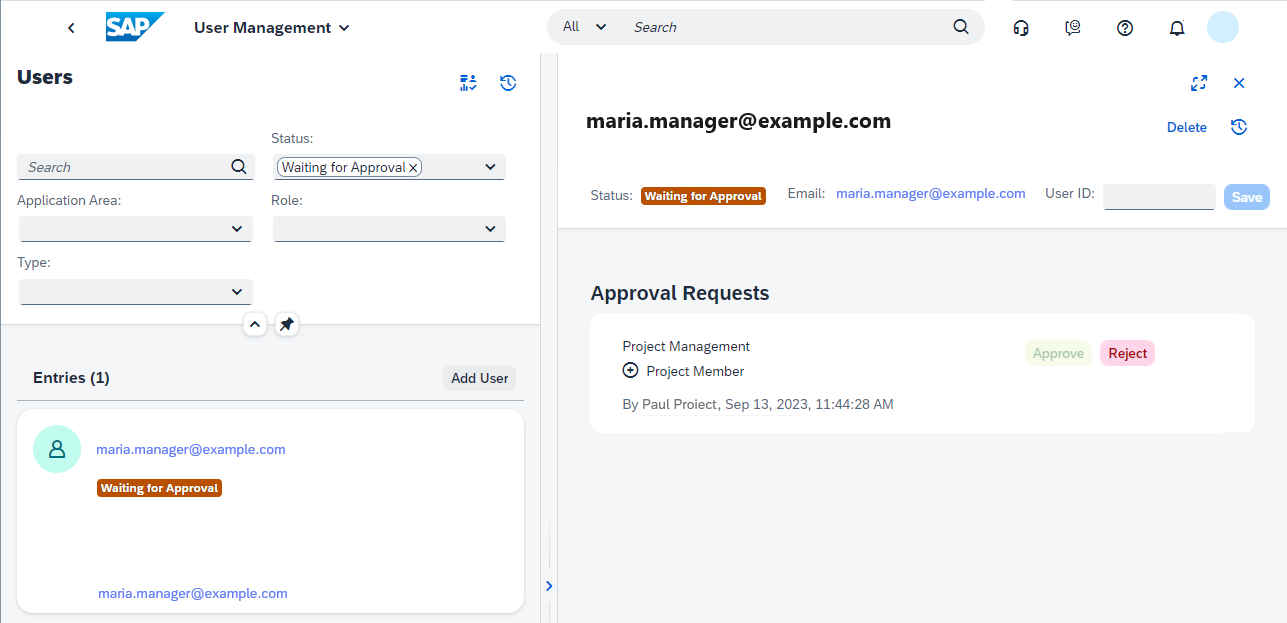 SAP
User Management
All
Search
Users
Status:
Search
Waiting for Approval
Application Area:
Role:
Type:
Entries (1)
Add User
maria.manager@example.com
Waiting for Approval
maria.manager@example.com
maria.manager@example.com
Delete
Status: Waiting for Approval Email: maria.manager@example.com User ID: Save
Approval Requests
Project Management
Approve Reject
Project Member
By Paul Project, Sep 13, 2023, 11:44:28 AM